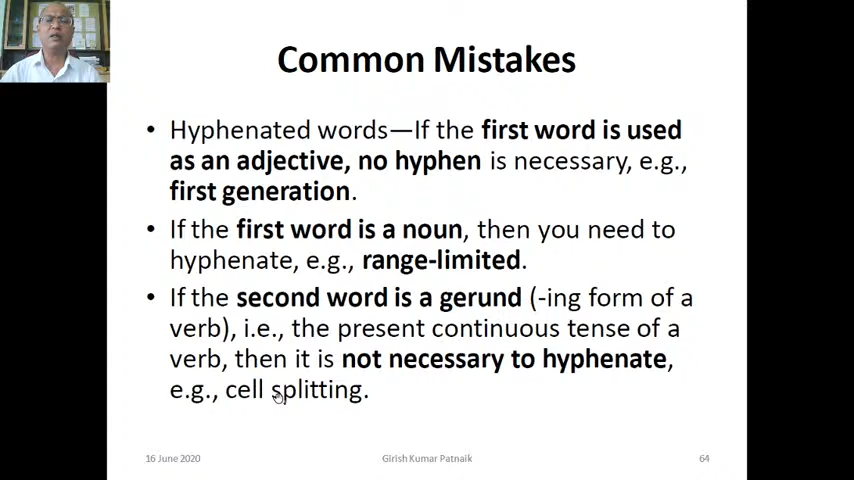 Common Mistakes
• Hyphenated words—If the first word is used
as an adjective, no hyphen is necessary, e.g.,
first generation.
• If the first word is a noun, then you need to
hyphenate, e.g., range-limited.
• If the second word is a gerund (-ing form of a
verb), i.e., the present continuous tense of a
verb, then it is not necessary to hyphenate,
e.g., cell splitting.
16 June 2020
Girish Kumar Patnaik
64